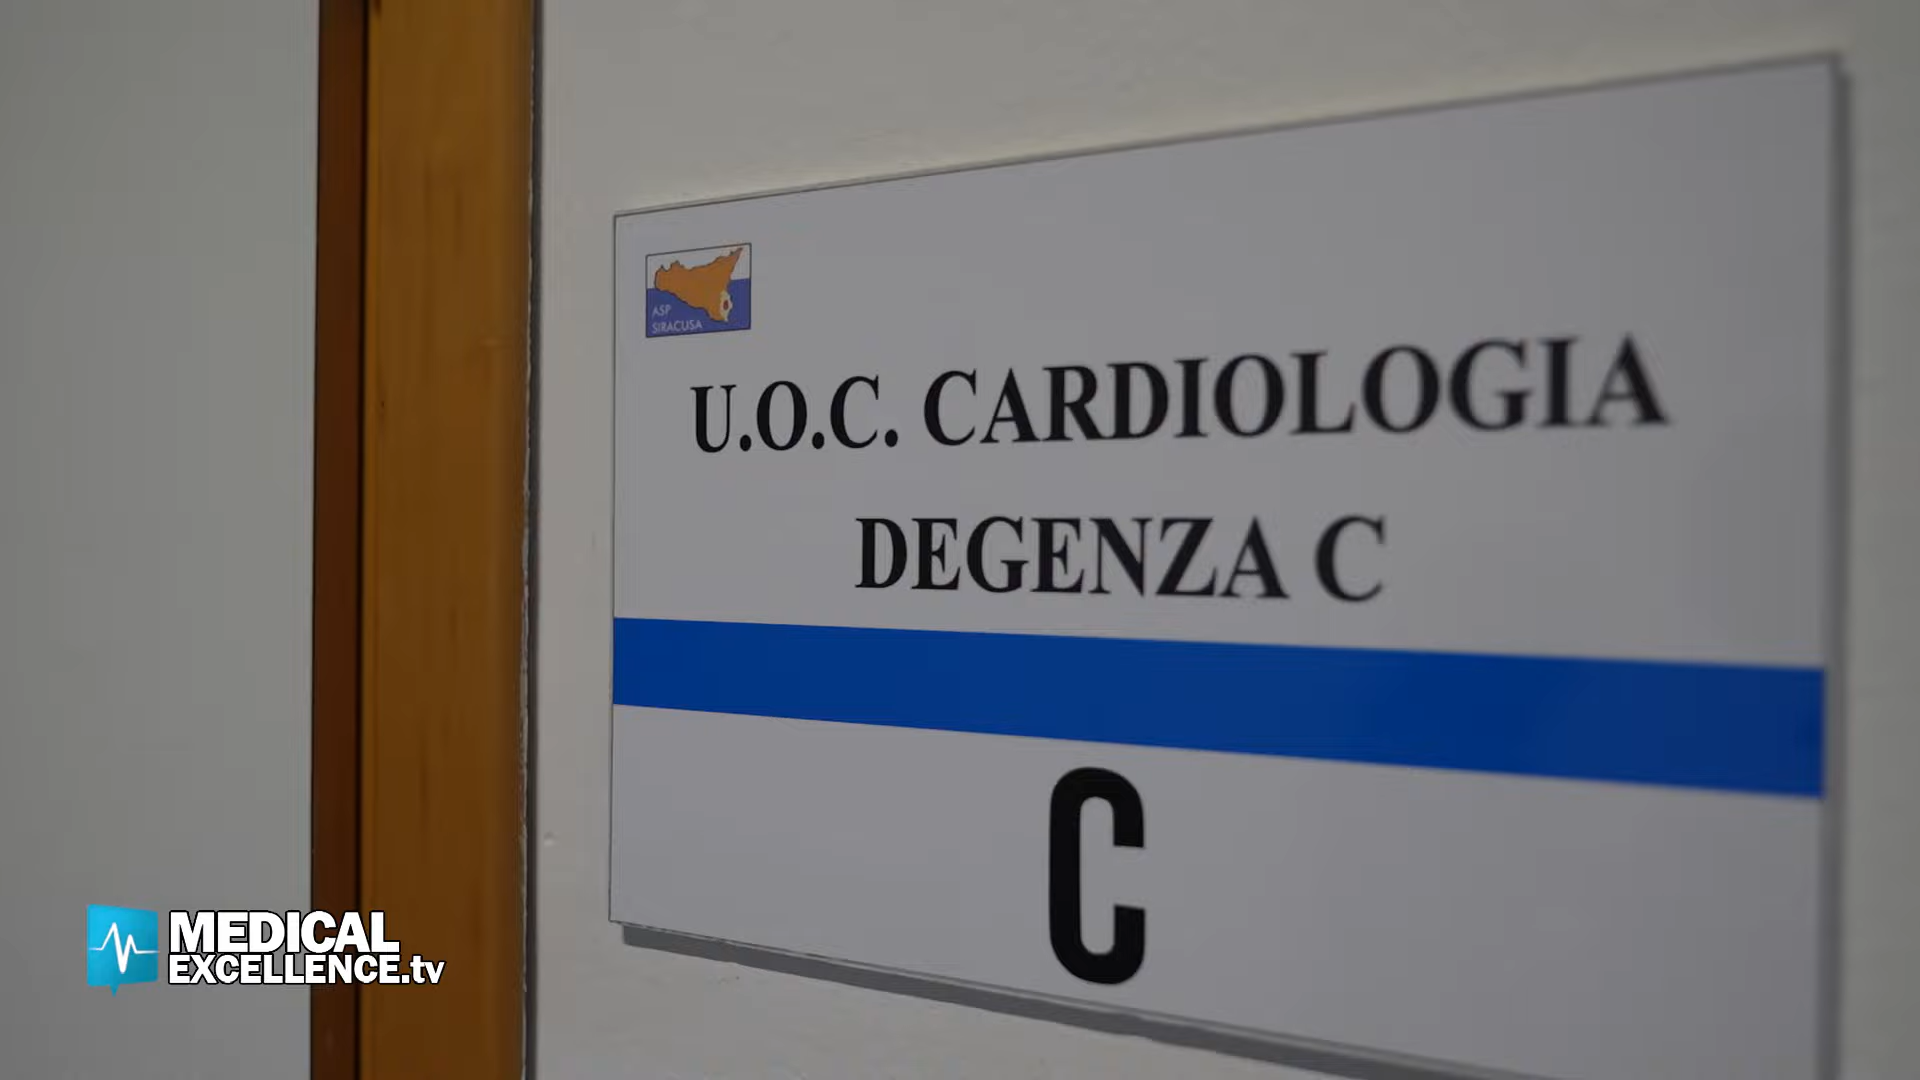 ASP
SIRACUSA
U.O.C. CARDIOLOGIA
DEGENZA C
C
MEDICAL
EXCELLENCE.tv